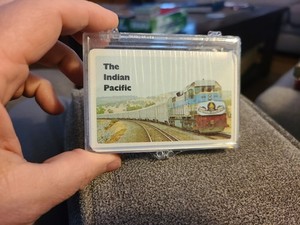 The
Indian
Pacific